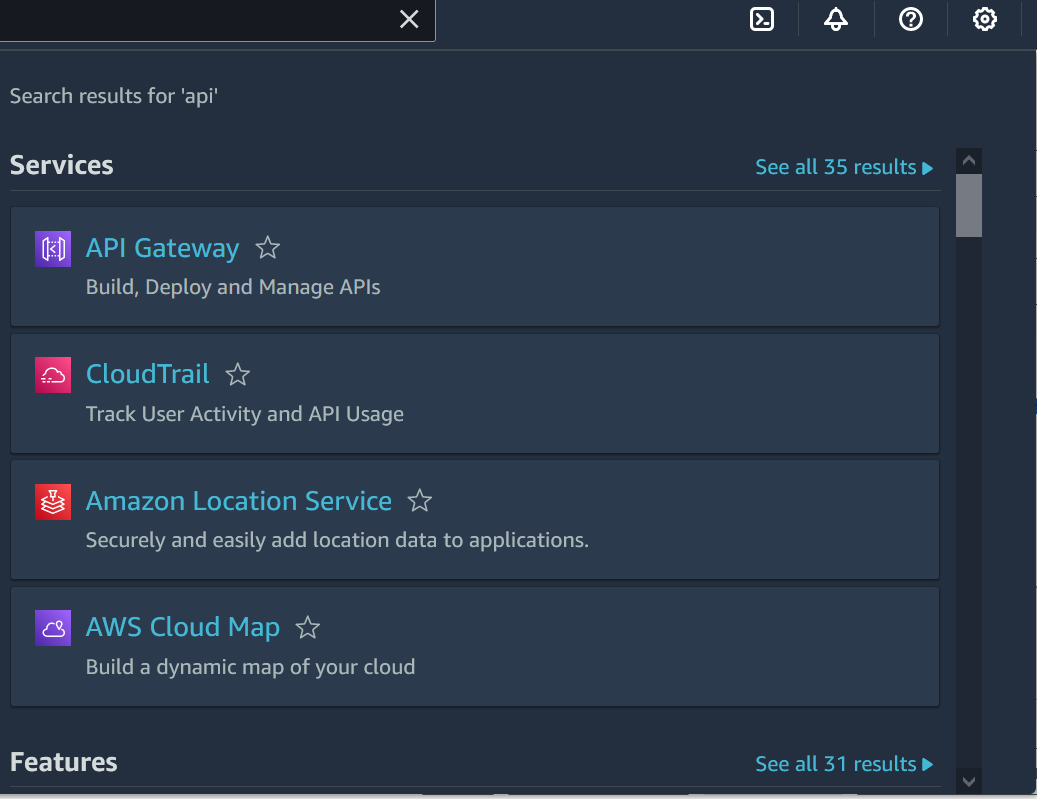 Search results for 'api'
Services
See all 35 results
API Gateway
Build, Deploy and Manage APIs
CloudTrail
Track User Activity and API Usage
Amazon Location Service
Securely and easily add location data to applications.
AWS Cloud Map
Build a dynamic map of your cloud
Features
See all 31 results